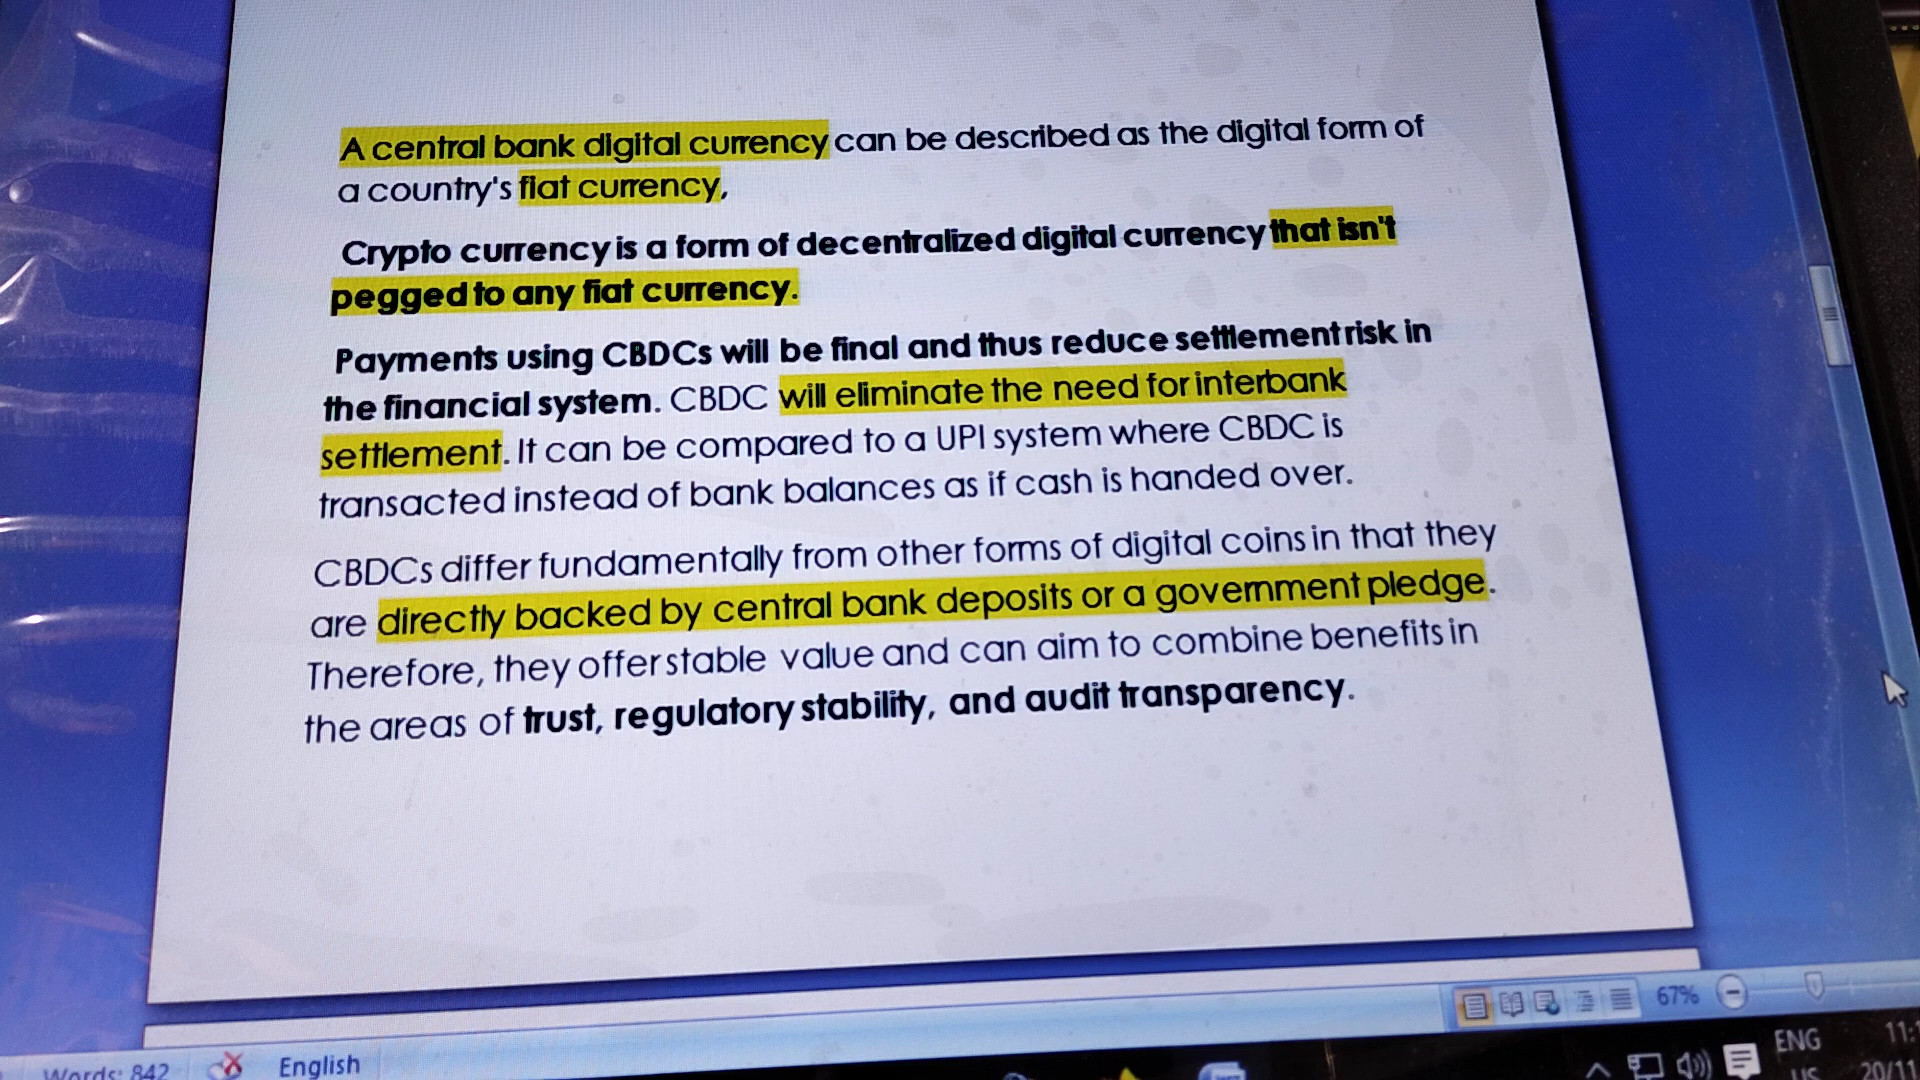 A central bank digital currency can be described as the digital form of
a country's fiat currency,
Crypto currency is a form of decentralized digital currency that isn't
pegged to any fiat currency.
Payments using CBDCs will be final and thus reduce settlement risk in
the financial system. CBDC will eliminate the need for interbank
settlement. It can be compared to a UPI system where CBDC is
transacted instead of bank balances as if cash is handed over.
CBDCs differ fundamentally from other forms of digital coins in that they
are directly backed by central bank deposits or a government pledge.
Therefore, they offer stable value and can aim to combine benefits in
the areas of trust, regulatory stability, and audit transparency.
67%
Words: 842 English
ENG
US